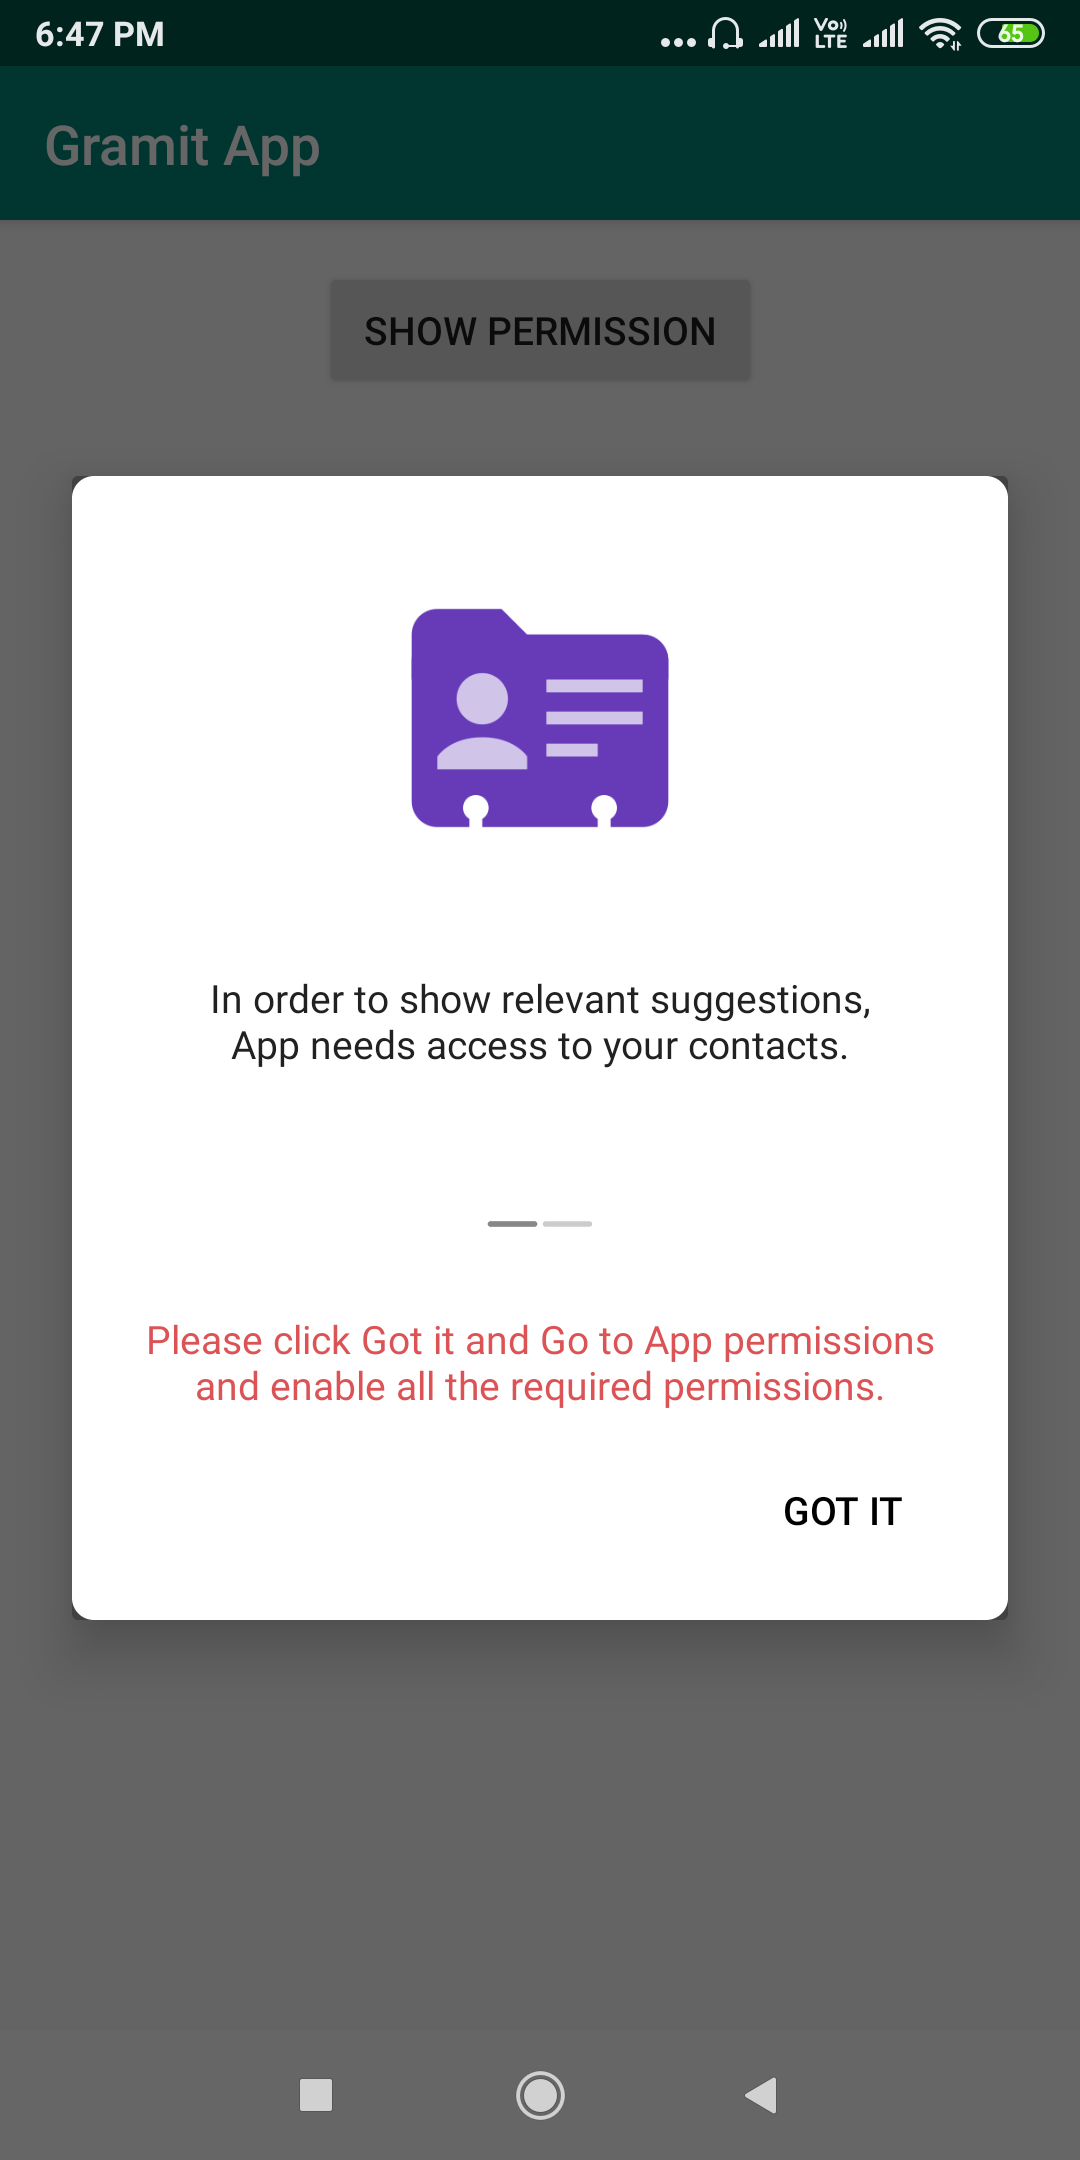 6:47 PM
Vo))
LTE
65
Gramit App
SHOW PERMISSION
In order to show relevant suggestions,
App needs access to your contacts.
Please click Got it and Go to App permissions
and enable all the required permissions.
GOT IT